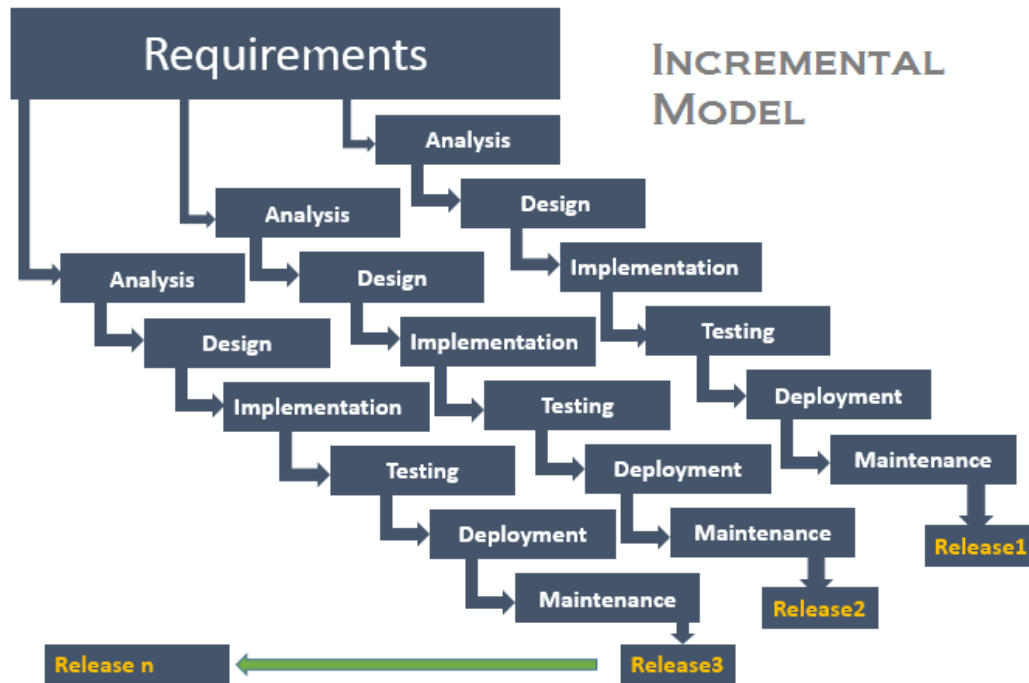 Requirements
INCREMENTAL
MODEL
Analysis
Design
Implementation
Testing
Deployment
Maintenance
Release1
Analysis
Design
Implementation
Testing
Deployment
Maintenance
Release2
Analysis
Design
Implementation
Testing
Deployment
Maintenance
Release3
Release n